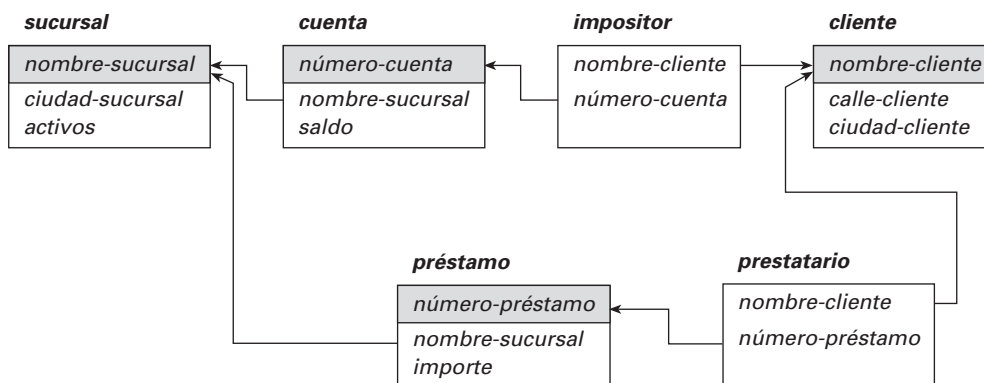 sucursal
nombre-sucursal
ciudad-sucursal
activos
cuenta
número-cuenta
nombre-sucursal
saldo
impositor
nombre-cliente
número-cuenta
cliente
nombre-cliente
calle-cliente
ciudad-cliente
préstamo
número-préstamo
nombre-sucursal
importe
prestatario
nombre-cliente
número-préstamo